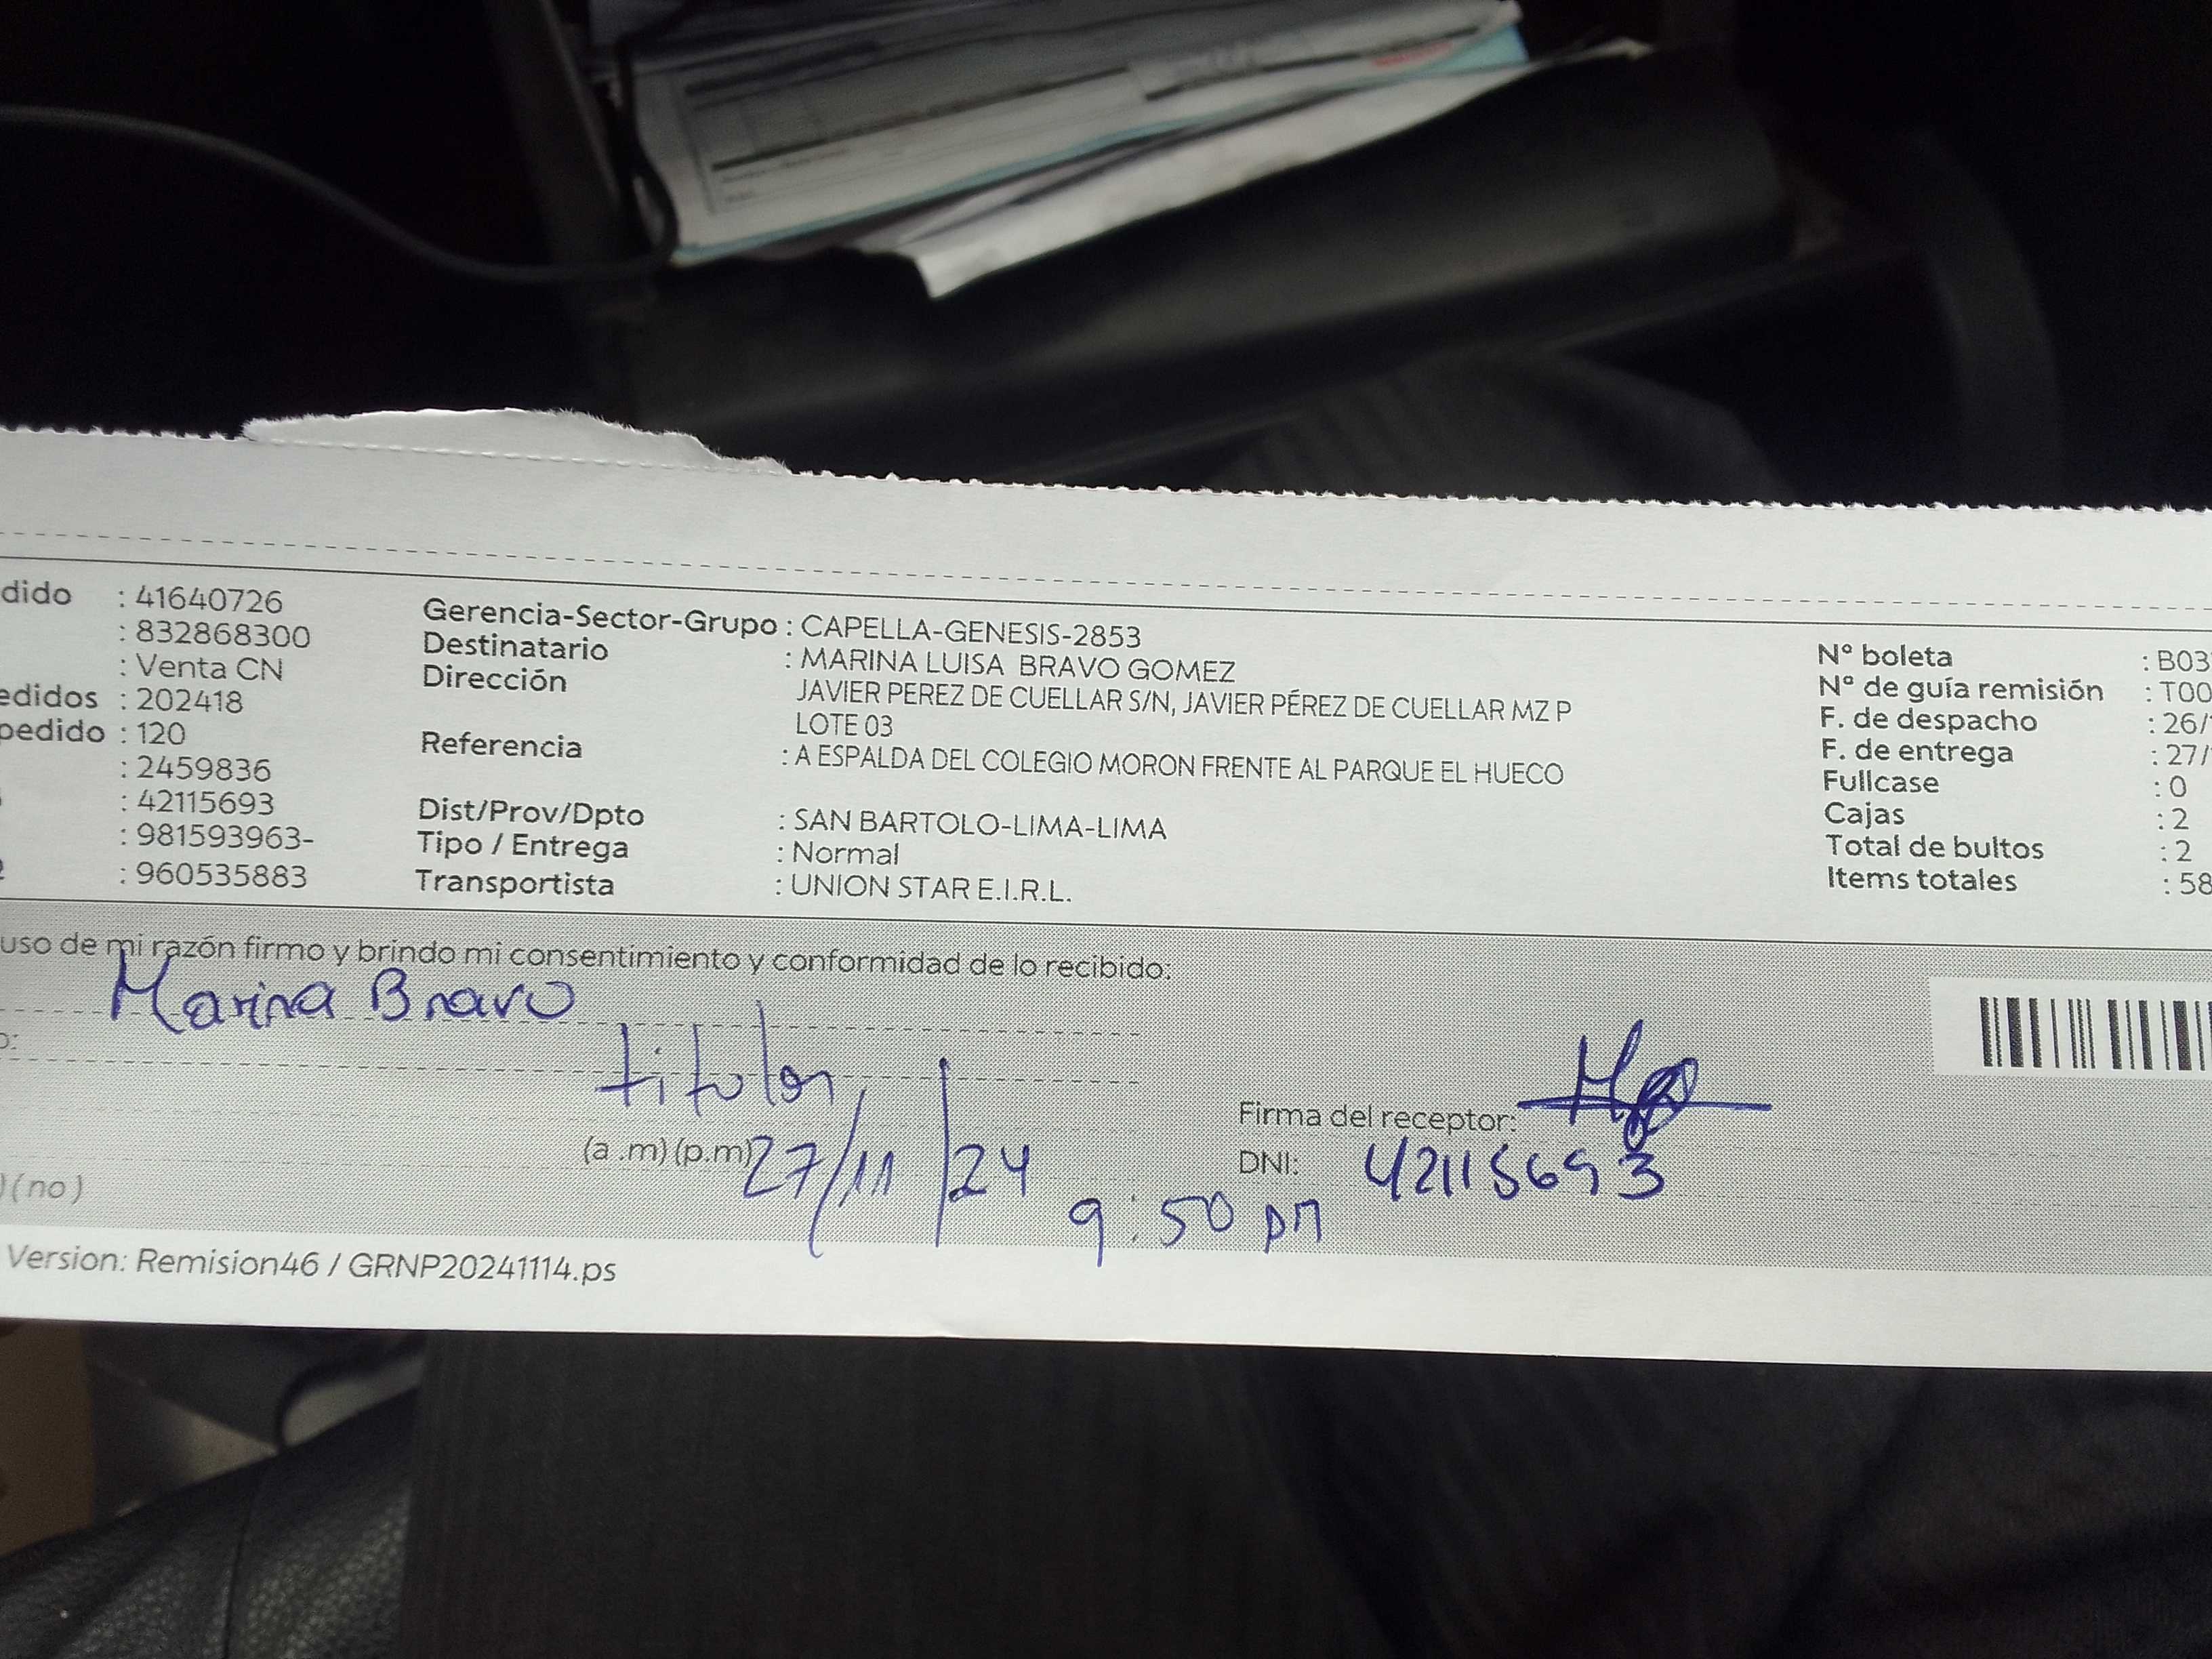 dido : 41640726
: 832868300
: Venta CN
edidos : 202418
pedido : 120
: 2459836
: 42115693
: 981593963-
2 : 960535883
Gerencia-Sector-Grupo : CAPELLA-GENESIS-2853
Destinatario : MARINA LUISA BRAVO GOMEZ
Dirección JAVIER PEREZ DE CUELLAR S/N, JAVIER PÉREZ DE CUELLAR MZ P
LOTE 03
Referencia : A ESPALDA DEL COLEGIO MORON FRENTE AL PARQUE EL HUECO
Dist/Prov/Dpto : SAN BARTOLO-LIMA-LIMA
Tipo / Entrega : Normal
Transportista : UNION STAR E.I.R.L.
N° boleta : B03
N° de guía remisión : T00
F. de despacho : 26/
F. de entrega : 27/
Fullcase : 0
Cajas : 2
Total de bultos : 2
Items totales : 58
uso de mi razón firmo y brindo mi consentimiento y conformidad de lo recibido:
Marina Bravo
o:
titular
Firma del receptor:
(a .m) (p.m) 27/11/24
DNI: 42115693
9:50 pm
) ( no )
Version: Remision46 / GRNP20241114.ps